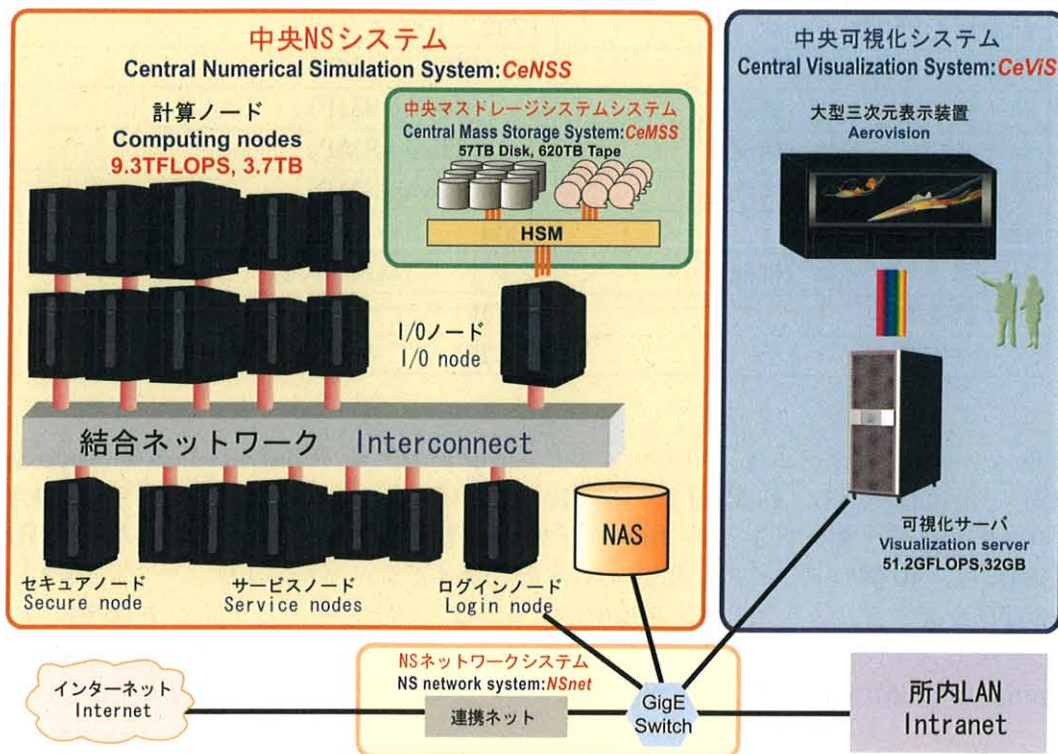 中央NSシステム
Central Numerical Simulation System:CeNSS
計算ノード
Computing nodes
9.3TFLOPS, 3.7TB
中央マスドレージシステムシステム
Central Mass Storage System:CeMSS
57TB Disk, 620TB Tape
HSM
I/Oノード
I/O node
結合ネットワーク Interconnect
セキュアノード
Secure node
サービスノード
Service nodes
ログインノード
Login node
NAS
中央可視化システム
Central Visualization System:CeViS
大型三次元表示装置
Aerovision
可視化サーバ
Visualization server
51.2GFLOPS,32GB
インターネット
Internet
NSネットワークシステム
NS network system:NSnet
連携ネット
GigE
Switch
所内LAN
Intranet